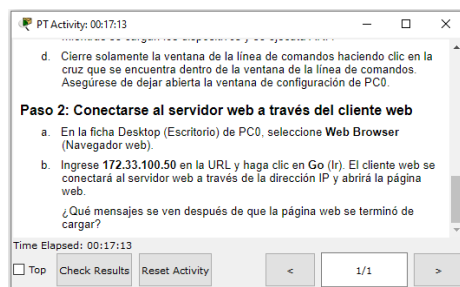 PT Activity: 00:17:13
d. Cierre solamente la ventana de la línea de comandos haciendo clic en la
cruz que se encuentra dentro de la ventana de la línea de comandos.
Asegúrese de dejar abierta la ventana de configuración de PC0.
Paso 2: Conectarse al servidor web a través del cliente web
a. En la ficha Desktop (Escritorio) de PC0, seleccione Web Browser
(Navegador web).
b. Ingrese 172.33.100.50 en la URL y haga clic en Go (Ir). El cliente web se
conectará al servidor web a través de la dirección IP y abrirá la página
web.
¿Qué mensajes se ven después de que la página web se terminó de
cargar?
Time Elapsed: 00:17:13
Top Check Results Reset Activity < 1/1 >